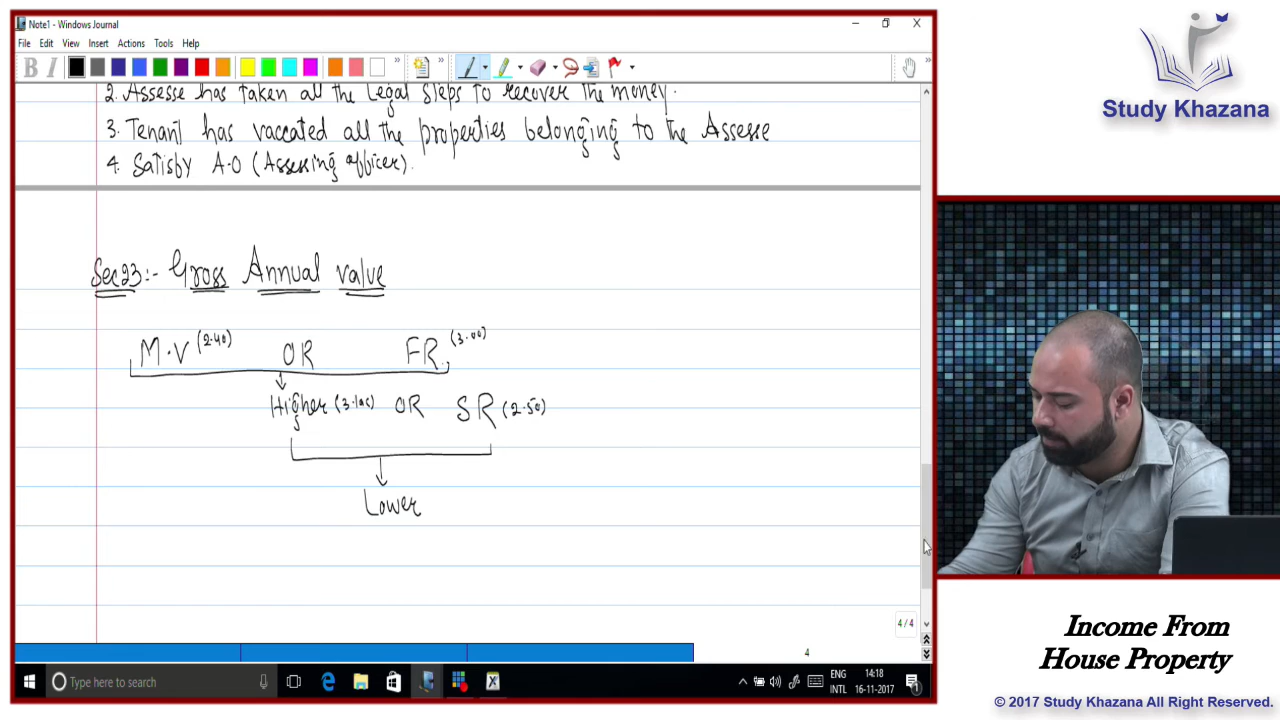 Note1 - Windows Journal
File Edit View Insert Actions Tools Help
B I
2. Assesse has taken all the Legal Steps to recover the money.
3. Tenant has vaccated all the properties belonging to the Assesse
4. Satisby A.O (Assessing officer).
Sec23:- Gross Annual value
M.V (2.40) OR FR (3.00)
Higher (3.lac) OR SR (2.50)
Lower
4 / 4
4
Type here to search
ENG
INTL
14:18
16-11-2017
1
Study Khazana
Income From
House Property
© 2017 Study Khazana All Right Reserved.